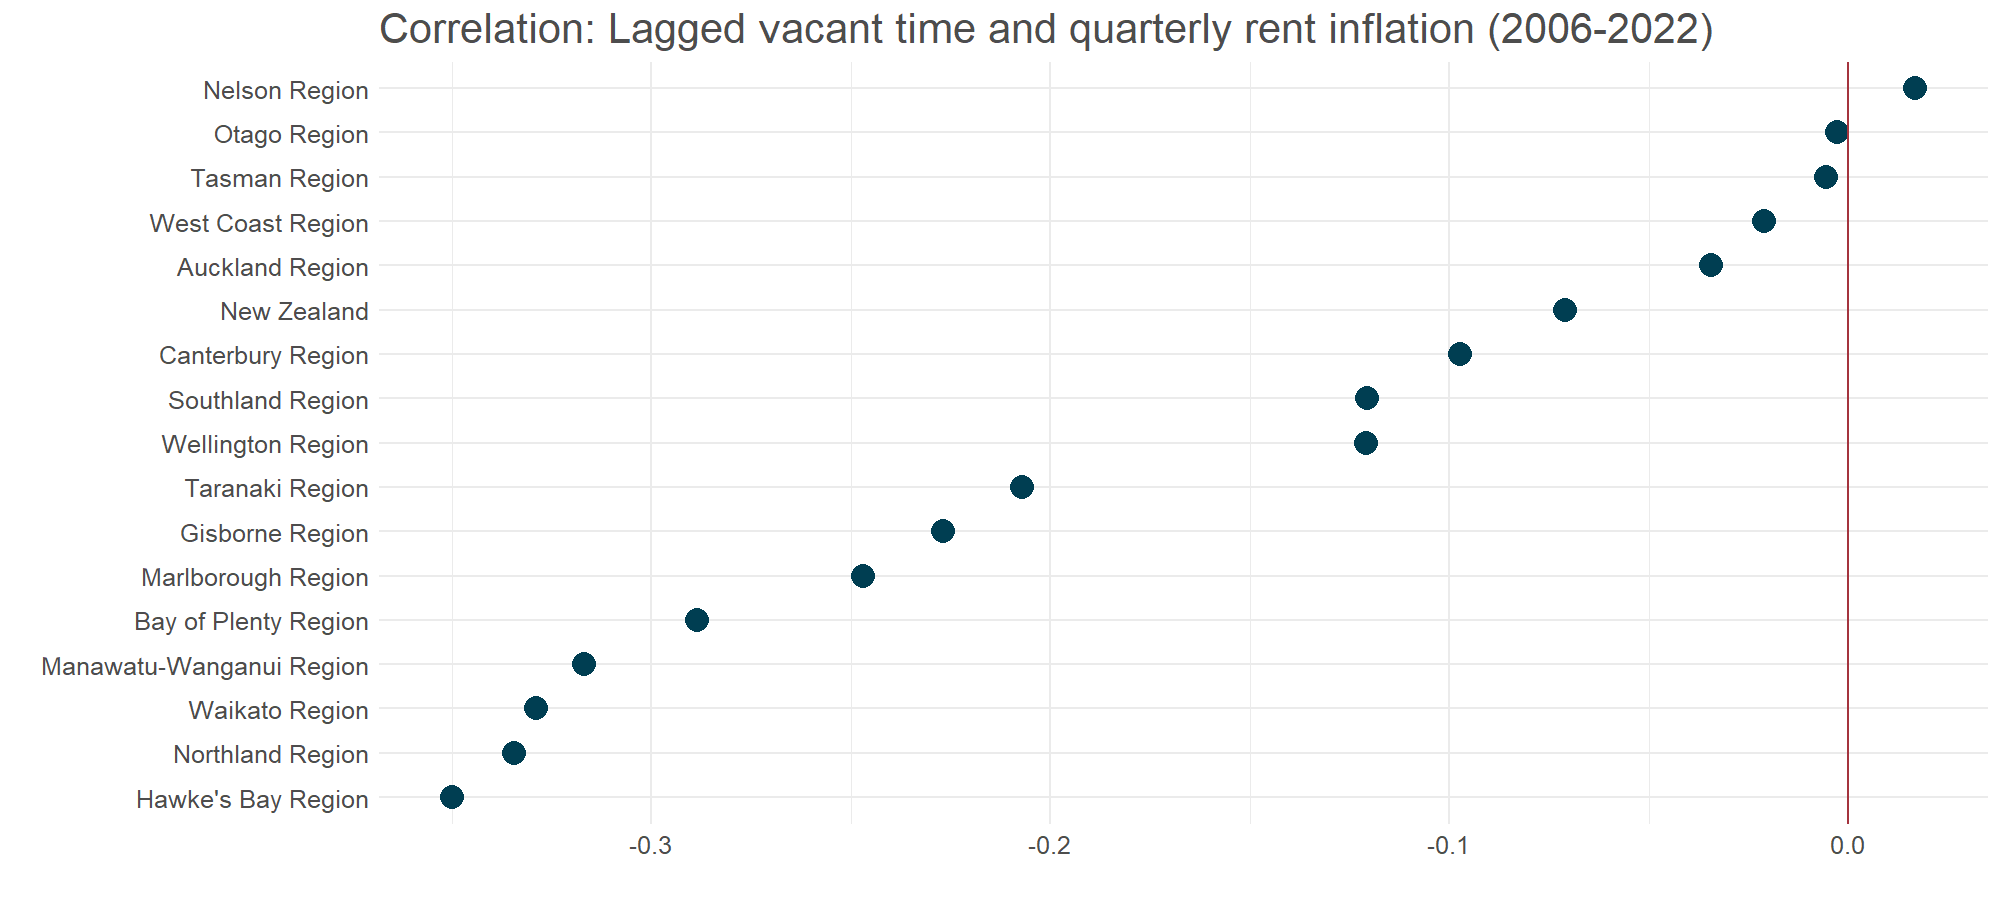 Correlation: Lagged vacant time and quarterly rent inflation (2006-2022)
Nelson Region
Otago Region
Tasman Region
West Coast Region
Auckland Region
New Zealand
Canterbury Region
Southland Region
Wellington Region
Taranaki Region
Gisborne Region
Marlborough Region
Bay of Plenty Region
Manawatu-Wanganui Region
Waikato Region
Northland Region
Hawke's Bay Region
-0.3 -0.2 -0.1 0.0